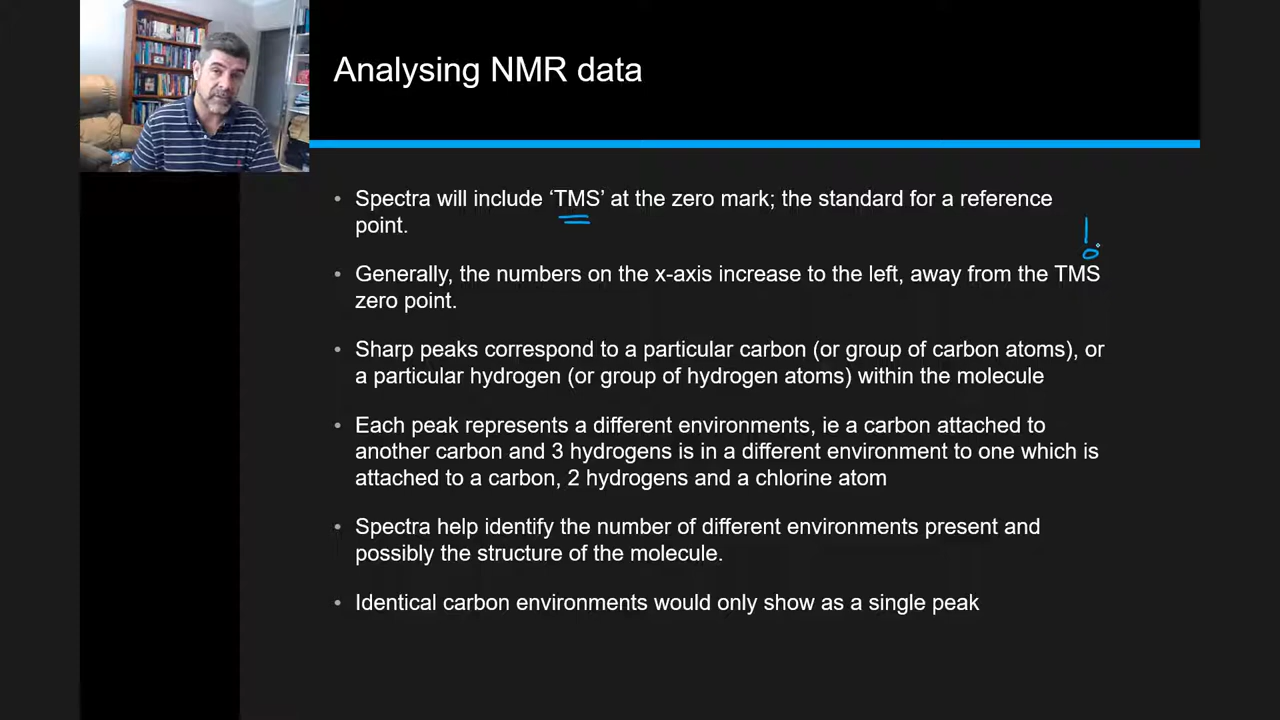 Analysing NMR data
• Spectra will include ‘TMS’ at the zero mark; the standard for a reference
point.
• Generally, the numbers on the x-axis increase to the left, away from the TMS
zero point.
• Sharp peaks correspond to a particular carbon (or group of carbon atoms), or
a particular hydrogen (or group of hydrogen atoms) within the molecule
• Each peak represents a different environments, ie a carbon attached to
another carbon and 3 hydrogens is in a different environment to one which is
attached to a carbon, 2 hydrogens and a chlorine atom
• Spectra help identify the number of different environments present and
possibly the structure of the molecule.
• Identical carbon environments would only show as a single peak
0